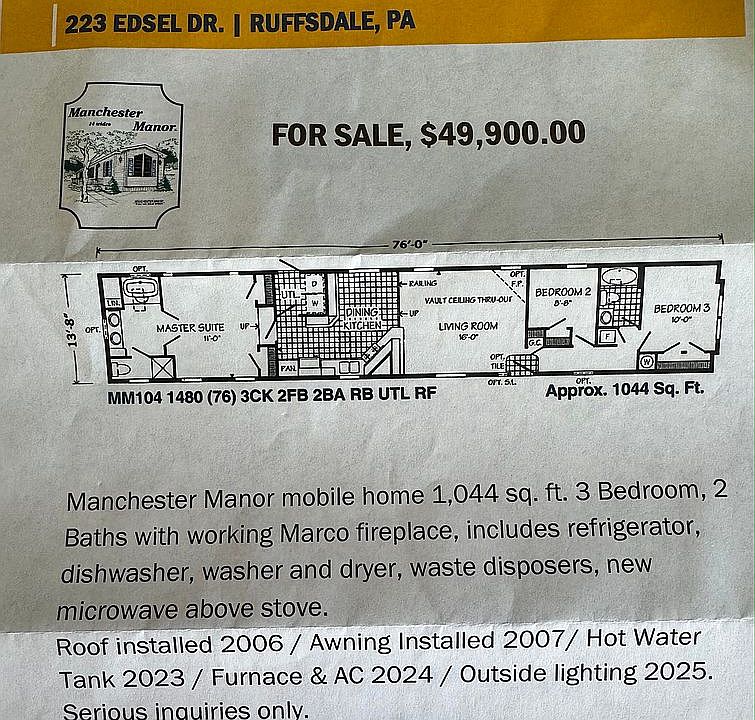 223 EDSEL DR. | RUFFSDALE, PA
Manchester
14 wides
Manor.
FOR SALE, $49,900.00
76'-0"
13'-8"
OPT.
LIN.
OPT.
MASTER SUITE
11'-0"
UP
UTL
D
W
DINING
KITCHEN
PAN.
RAILING
UP
VAULT CEILING THRU-OUT
LIVING ROOM
16'-0"
OPT.
F.P.
OPT.
TILE
OPT. S.L.
BEDROOM 2
8'-8"
G.C.
OPT.
F
W
BEDROOM 3
10'-0"
MM104 1480 (76) 3CK 2FB 2BA RB UTL RF
Approx. 1044 Sq. Ft.
Manchester Manor mobile home 1,044 sq. ft. 3 Bedroom, 2
Baths with working Marco fireplace, includes refrigerator,
dishwasher, washer and dryer, waste disposers, new
microwave above stove.
Roof installed 2006 / Awning Installed 2007/ Hot Water
Tank 2023 / Furnace & AC 2024 / Outside lighting 2025.
Serious inquiries only.